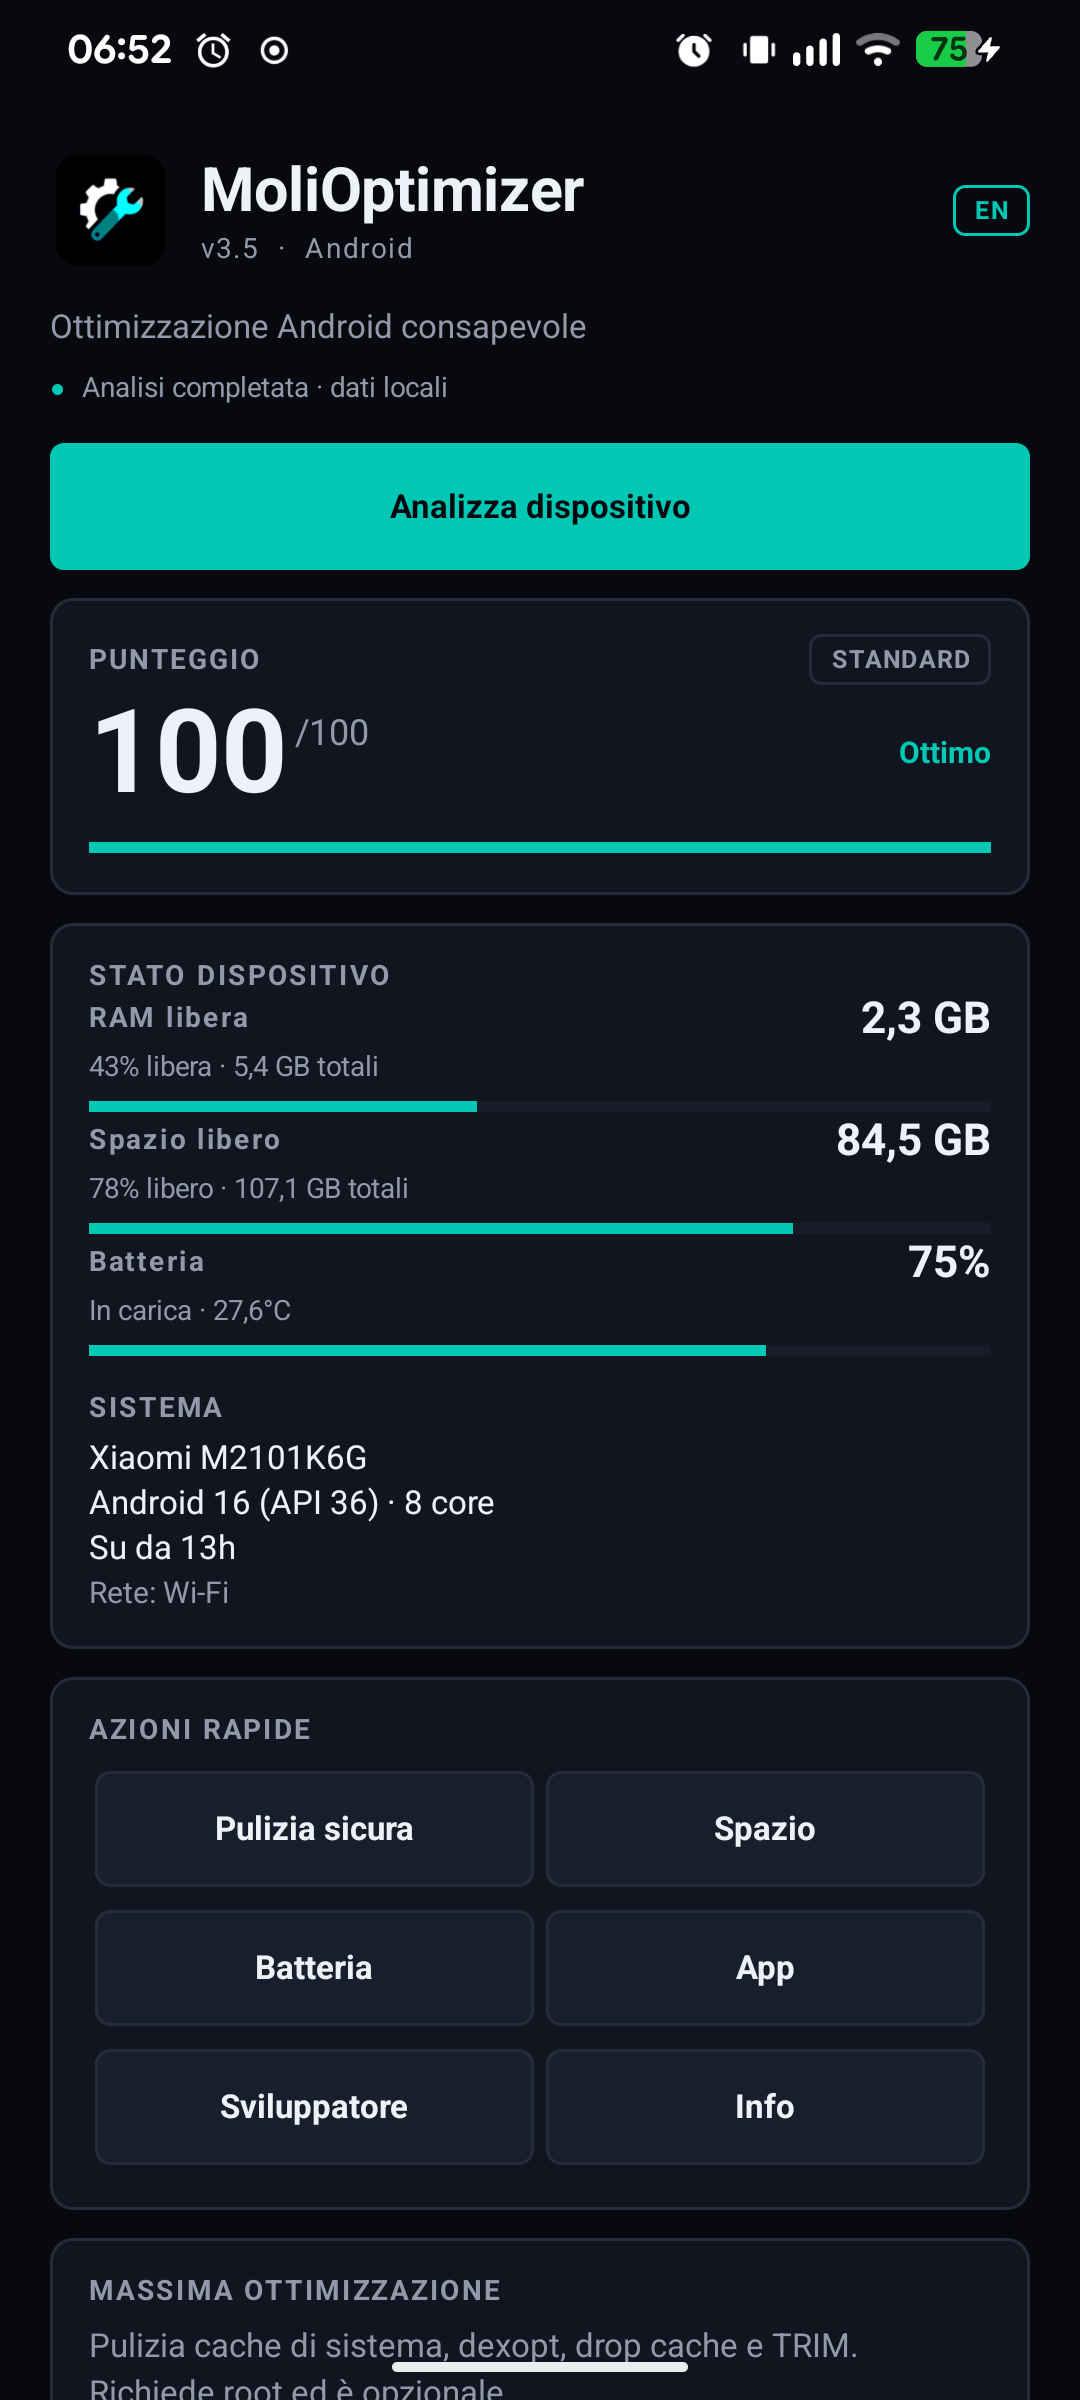 06:52
75
MoliOptimizer
EN
v3.5 · Android
Ottimizzazione Android consapevole
Analisi completata · dati locali
Analizza dispositivo
PUNTEGGIO
STANDARD
100 /100
Ottimo
STATO DISPOSITIVO
RAM libera
2,3 GB
43% libera · 5,4 GB totali
Spazio libero
84,5 GB
78% libero · 107,1 GB totali
Batteria
75%
In carica · 27,6°C
SISTEMA
Xiaomi M2101K6G
Android 16 (API 36) · 8 core
Su da 13h
Rete: Wi-Fi
AZIONI RAPIDE
Pulizia sicura
Spazio
Batteria
App
Sviluppatore
Info
MASSIMA OTTIMIZZAZIONE
Pulizia cache di sistema, dexopt, drop cache e TRIM.
Richiede root ed è opzionale